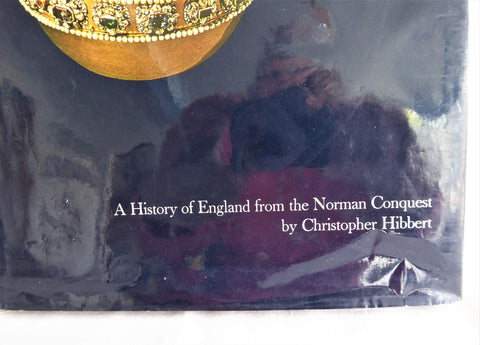 A History of England from the Norman Conquest
by Christopher Hibbert